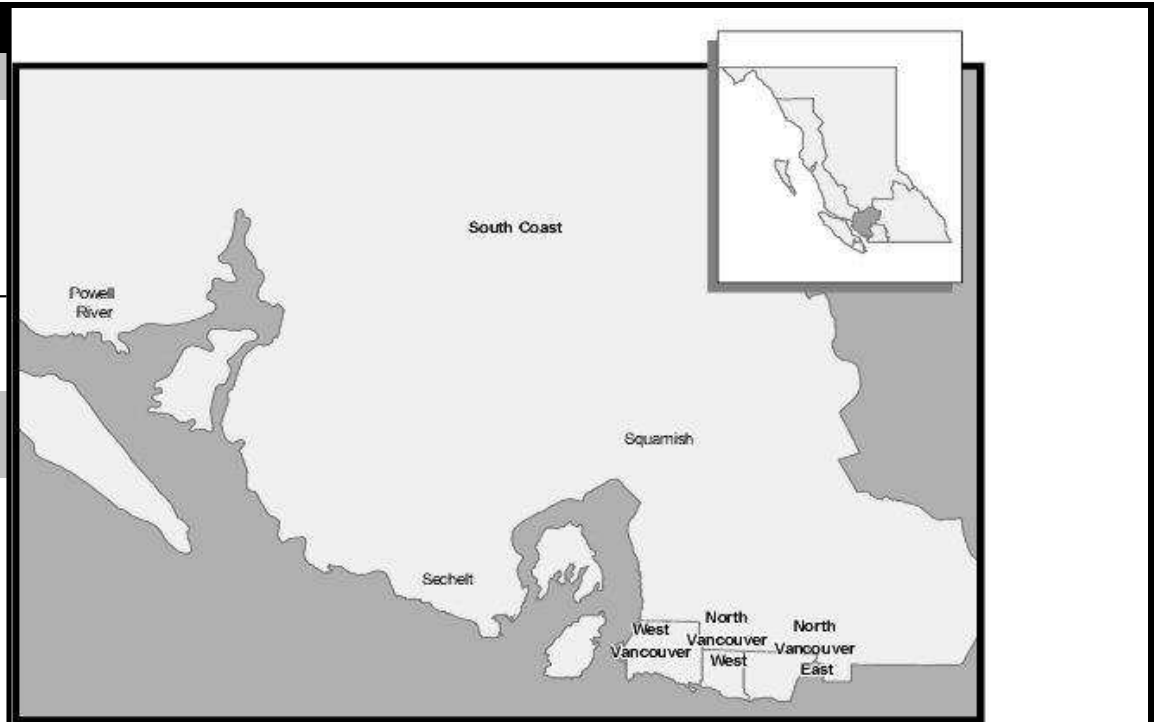 South Coast
Powell
River
Squamish
Sechelt
West
Vancouver
North
Vancouver
West
North
Vancouver
East